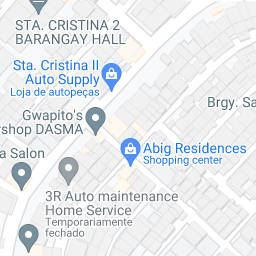 STA. CRISTINA 2
BARANGAY HALL
Sta. Cristina II
Auto Supply
Loja de autopeças
Brgy. Sa
Gwapito's
rshop DASMA
Abig Residences
Shopping center
a Salon
3R Auto maintenance
Home Service
Temporariamente
fechado